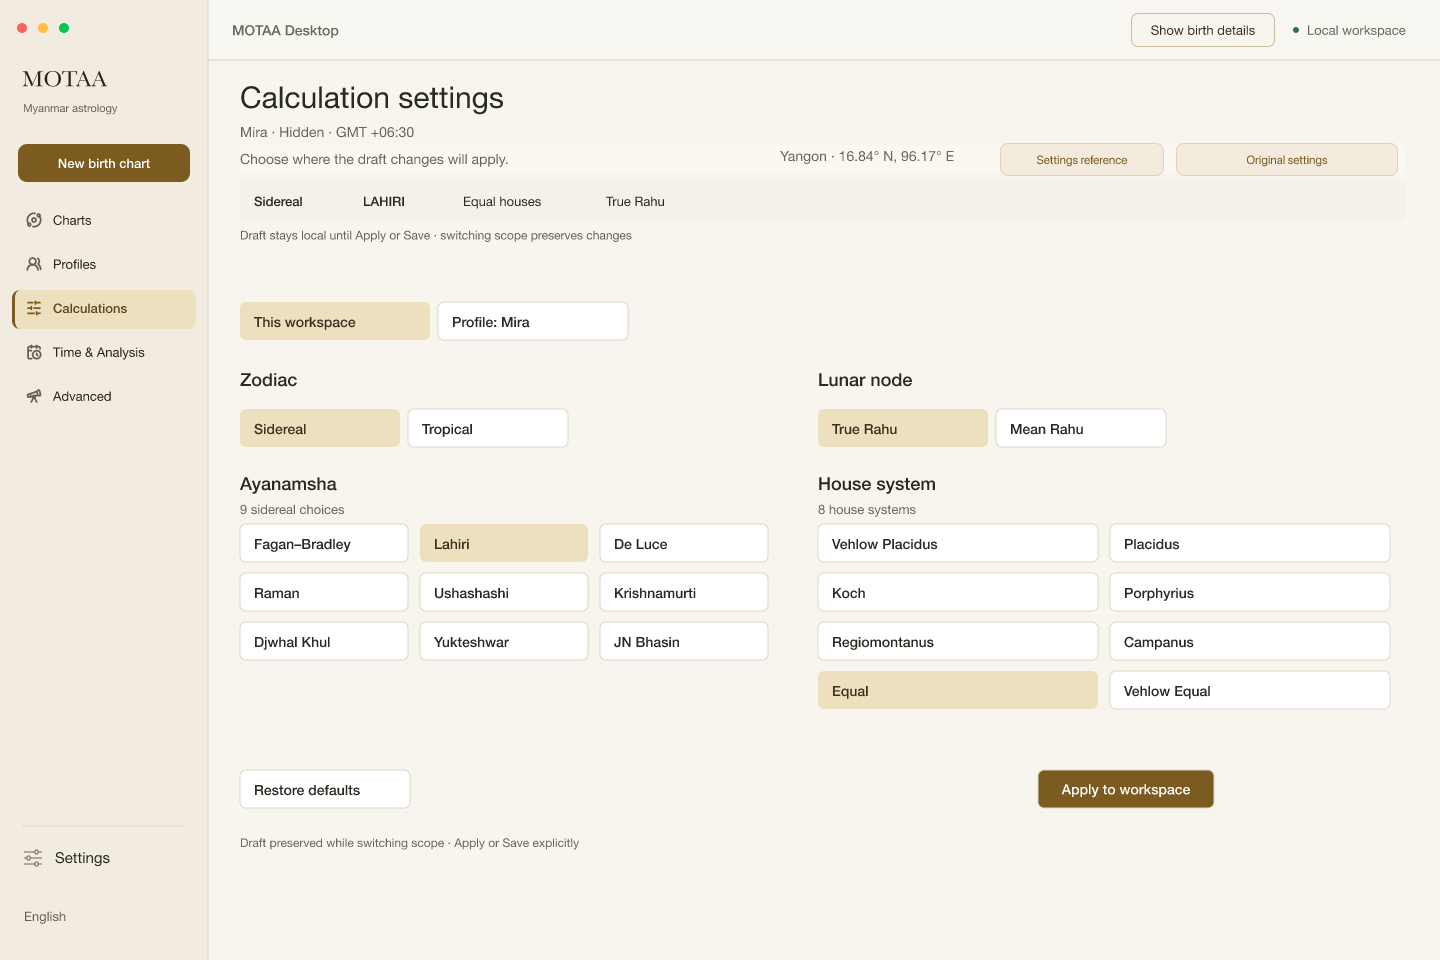 MOTAA
Myanmar astrology
New birth chart
Charts
Profiles
Calculations
Time & Analysis
Advanced
Settings
English
MOTAA Desktop
Show birth details
Local workspace
Calculation settings
Mira · Hidden · GMT +06:30
Choose where the draft changes will apply.
Yangon · 16.84° N, 96.17° E
Settings reference
Original settings
Sidereal LAHIRI Equal houses True Rahu
Draft stays local until Apply or Save · switching scope preserves changes
This workspace
Profile: Mira
Zodiac
Sidereal
Tropical
Lunar node
True Rahu
Mean Rahu
Ayanamsha
9 sidereal choices
Fagan–Bradley
Lahiri
De Luce
Raman
Ushashashi
Krishnamurti
Djwhal Khul
Yukteshwar
JN Bhasin
House system
8 house systems
Vehlow Placidus
Placidus
Koch
Porphyrius
Regiomontanus
Campanus
Equal
Vehlow Equal
Restore defaults
Apply to workspace
Draft preserved while switching scope · Apply or Save explicitly